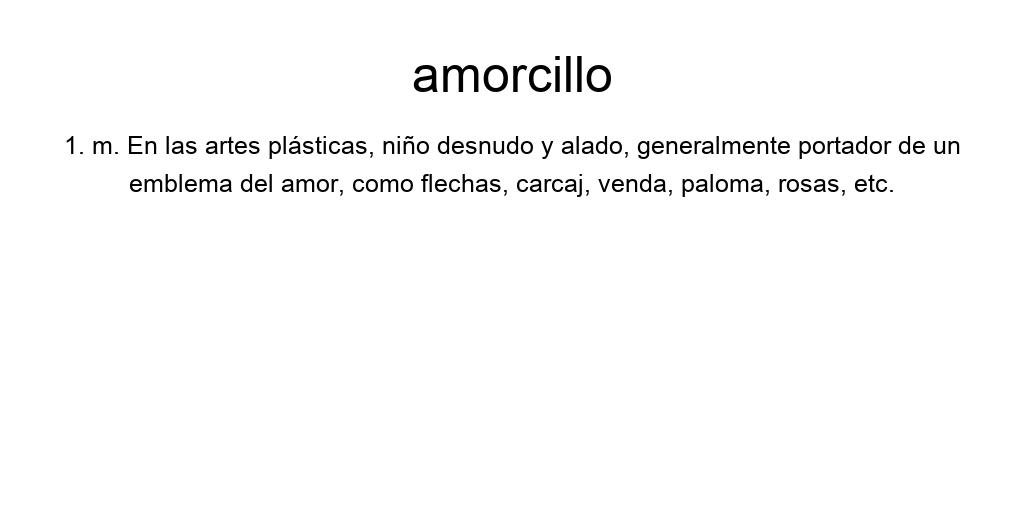 amorcillo
1. m. En las artes plásticas, niño desnudo y alado, generalmente portador de un
emblema del amor, como flechas, carcaj, venda, paloma, rosas, etc.